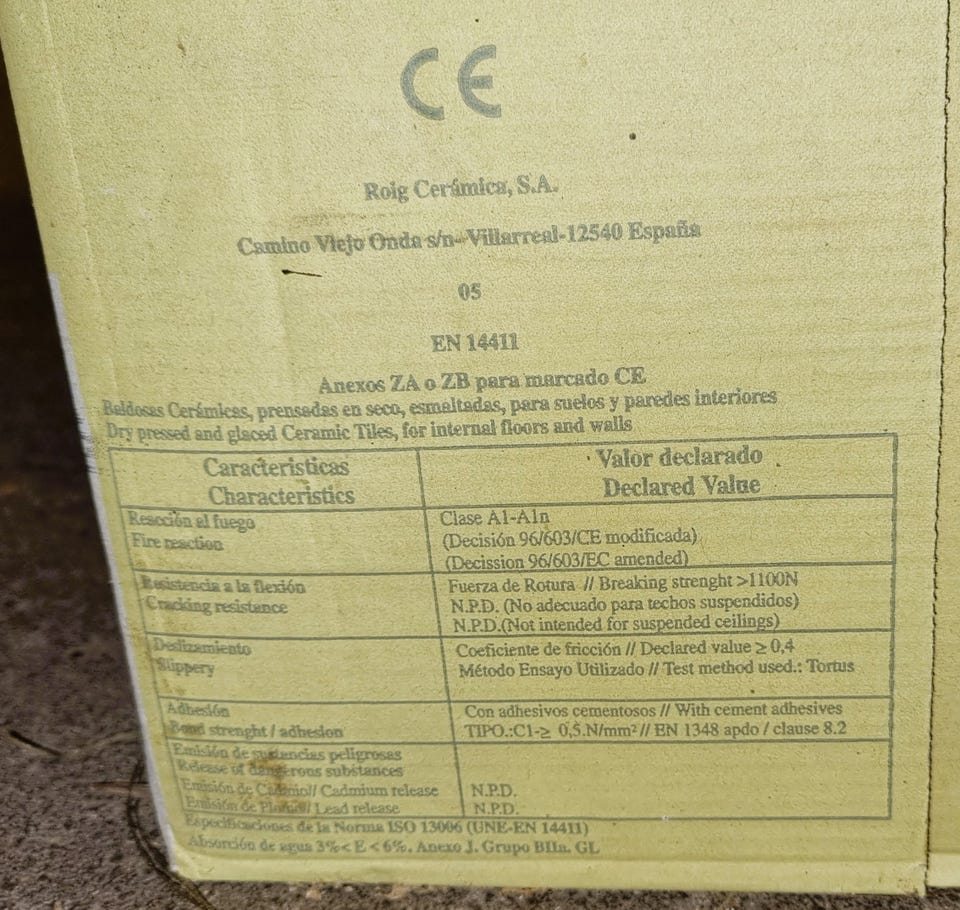 CE
Roig Cerámica, S.A.
Camino Viejo Onda s/n- Villarreal-12540 España
05
EN 14411
Anexos ZA o ZB para marcado CE
Baldosas Cerámicas, prensadas en seco, esmaltadas, para suelos y paredes interiores
Dry pressed and glaced Ceramic Tiles, for internal floors and walls
Caracteristicas Valor declarado
Characteristics Declared Value
Reacción al fuego Clase A1-A1n
Fire reaction (Decisión 96/603/CE modificada)
(Decission 96/603/EC amended)
Resistencia a la flexión Fuerza de Rotura // Breaking strenght >1100N
Cracking resistance N.P.D. (No adecuado para techos suspendidos)
N.P.D.(Not intended for suspended ceilings)
Deslizamiento Coeficiente de fricción // Declared value ≥ 0,4
Slippery Método Ensayo Utilizado // Test method used.: Tortus
Adhesión Con adhesivos cementosos // With cement adhesives
Bond strenght / adhesion TIPO.:C1-≥ 0,5.N/mm² // EN 1348 apdo / clause 8.2
Emisión de sustancias peligrosas
Release of dangerous substances
Emisión de Cadmio// Cadmium release N.P.D.
Emisión de Plomo// Lead release N.P.D.
Especificaciones de la Norma ISO 13006 (UNE-EN 14411)
Absorción de agua 3%< E < 6%. Anexo J. Grupo BIIa. GL